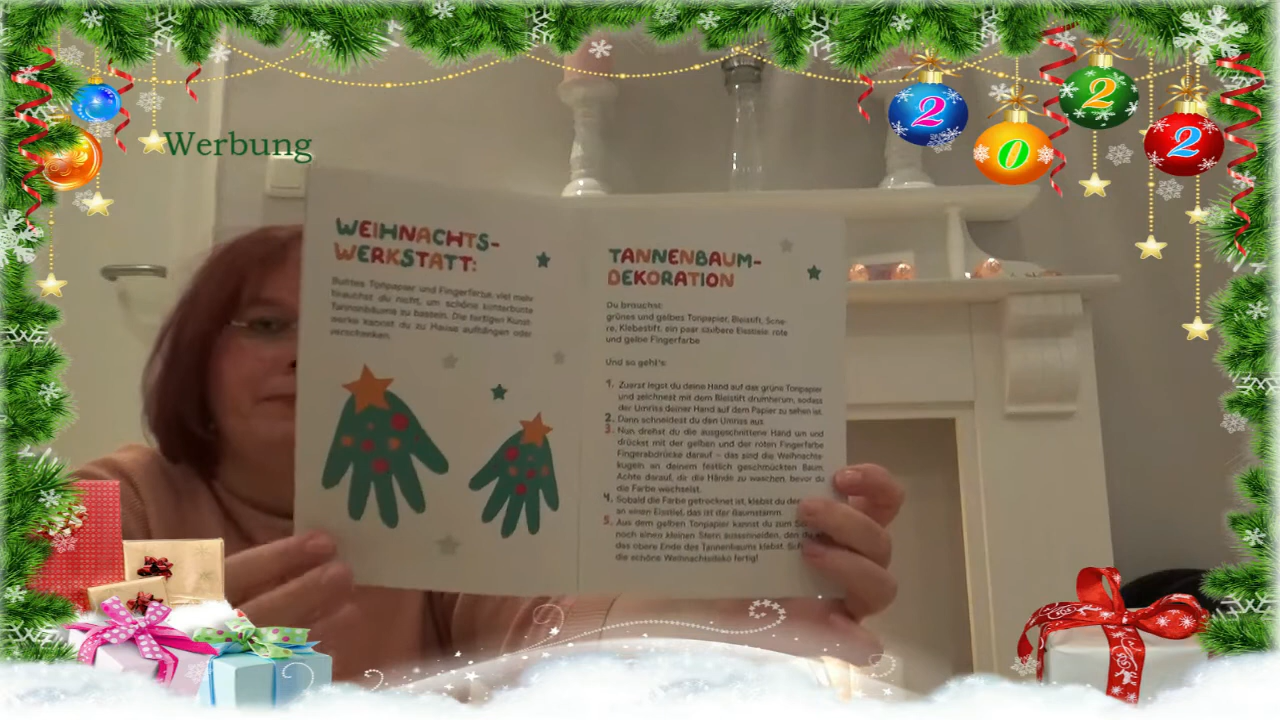 Werbung
2
0
2
2
WEIHNACHTS-
WERKSTATT:
Buntes Tonpapier und Fingerfarbe, viel mehr
brauchst du nicht, um schöne kunterbunte
Tannenbäume zu basteln. Die fertigen Kunst-
werke kannst du zu Hause aufhängen oder
verschenken.
TANNENBAUM-
DEKORATION
Du brauchst:
grünes und gelbes Tonpapier, Bleistift, Sche-
re, Klebestift, ein paar saubere Eisstiele, rote
und gelbe Fingerfarbe
Und so geht's:
1. Zuerst legst du deine Hand auf das grüne Tonpapier
und zeichnest mit dem Bleistift drumherum, sodass
der Umriss deiner Hand auf dem Papier zu sehen ist.
2. Dann schneidest du den Umriss aus.
3. Nun drehst du die ausgeschnittene Hand um und
drückst mit der gelben und der roten Fingerfarbe
Fingerabdrücke darauf – das sind die Weihnachts-
kugeln an deinem festlich geschmückten Baum.
Achte darauf, dir die Hände zu waschen, bevor du
die Farbe wechselst.
4. Sobald die Farbe getrocknet ist, klebst du den
an einen Eisstiel, das ist der Baumstamm.
5. Aus dem gelben Tonpapier kannst du zum
noch einen kleinen Stern ausschneiden, den du
das obere Ende des Tannenbaums klebst.
die schöne Weihnachtsdeko fertig!